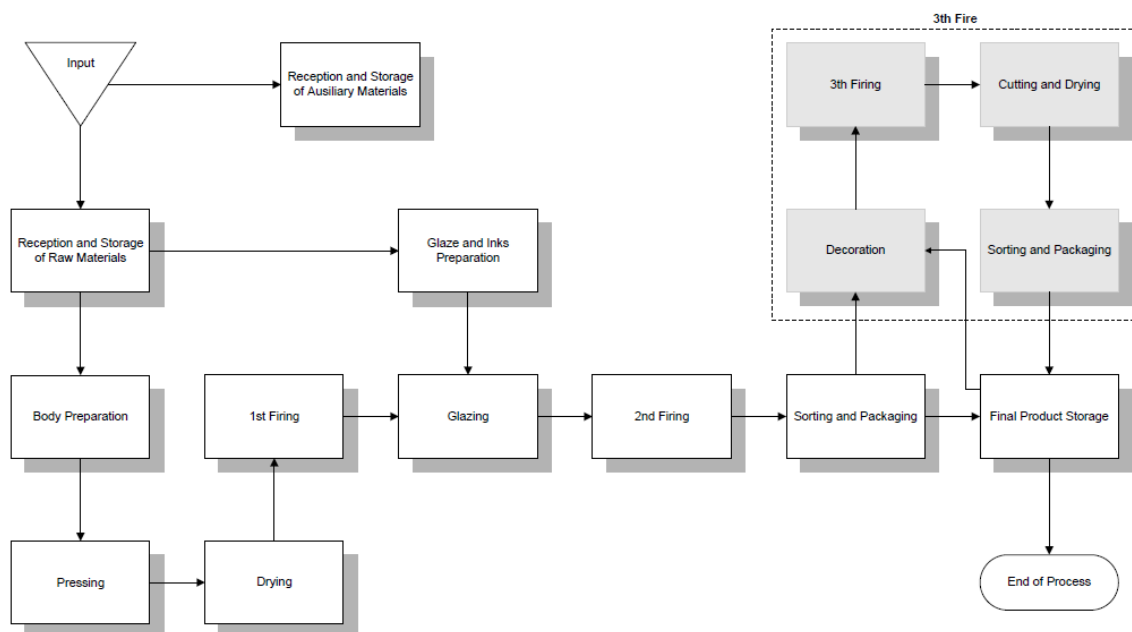 3th Fire
Input
Reception and Storage
of Ausiliary Materials
3th Firing
Cutting and Drying
Reception and Storage
of Raw Materials
Glaze and Inks
Preparation
Decoration
Sorting and Packaging
Body Preparation
1st Firing
Glazing
2nd Firing
Sorting and Packaging
Final Product Storage
Pressing
Drying
End of Process